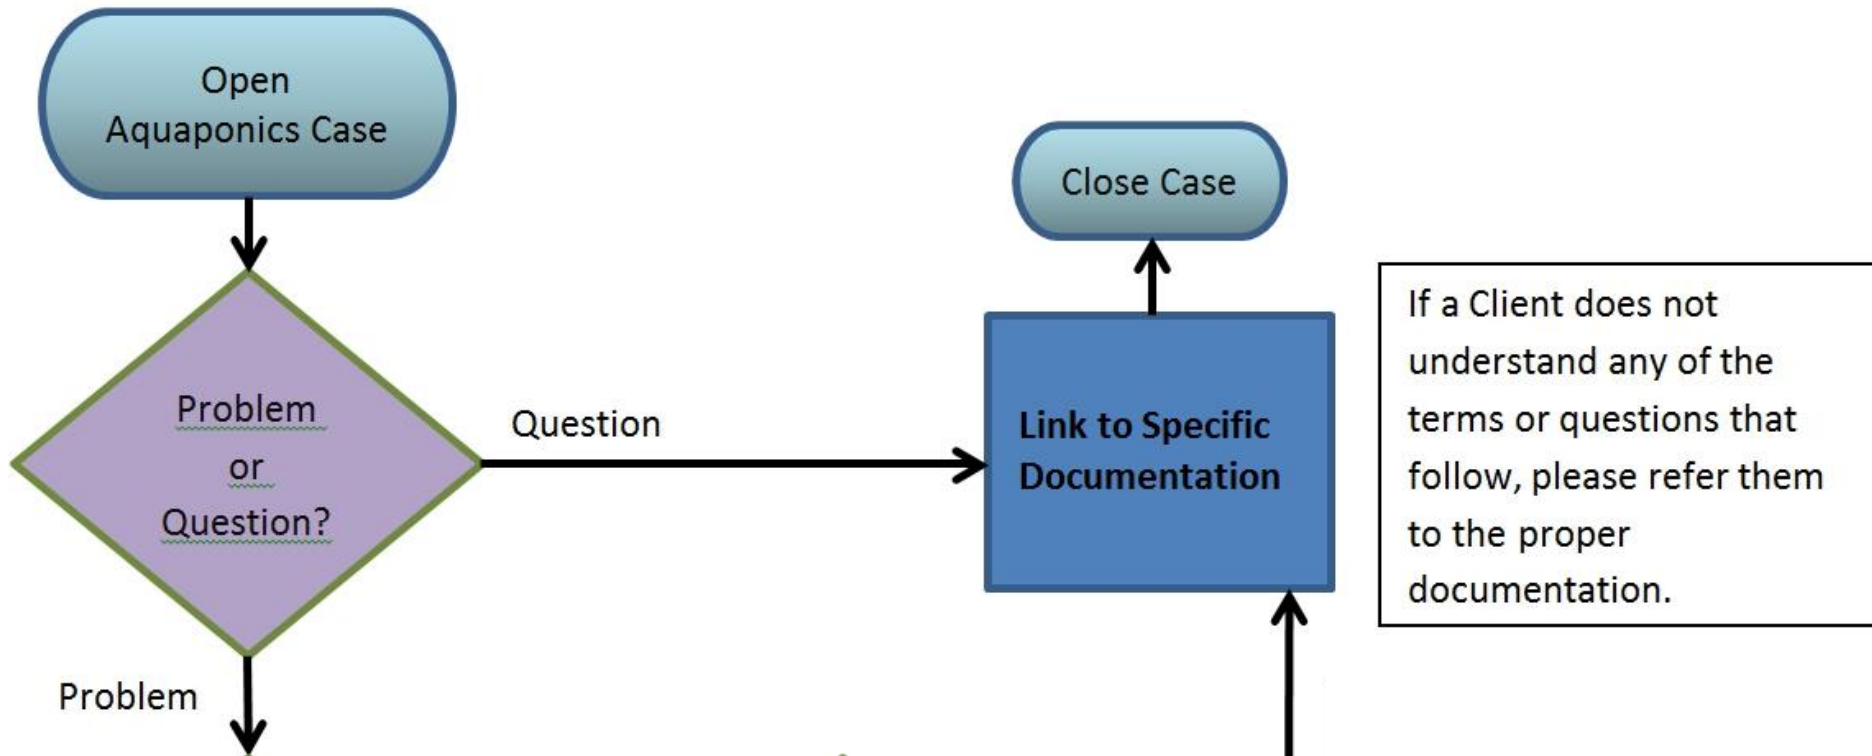 Open
Aquaponics Case
Close Case
Problem
or
Question?
Question
Link to Specific
Documentation
If a Client does not
understand any of the
terms or questions that
follow, please refer them
to the proper
documentation.
Problem